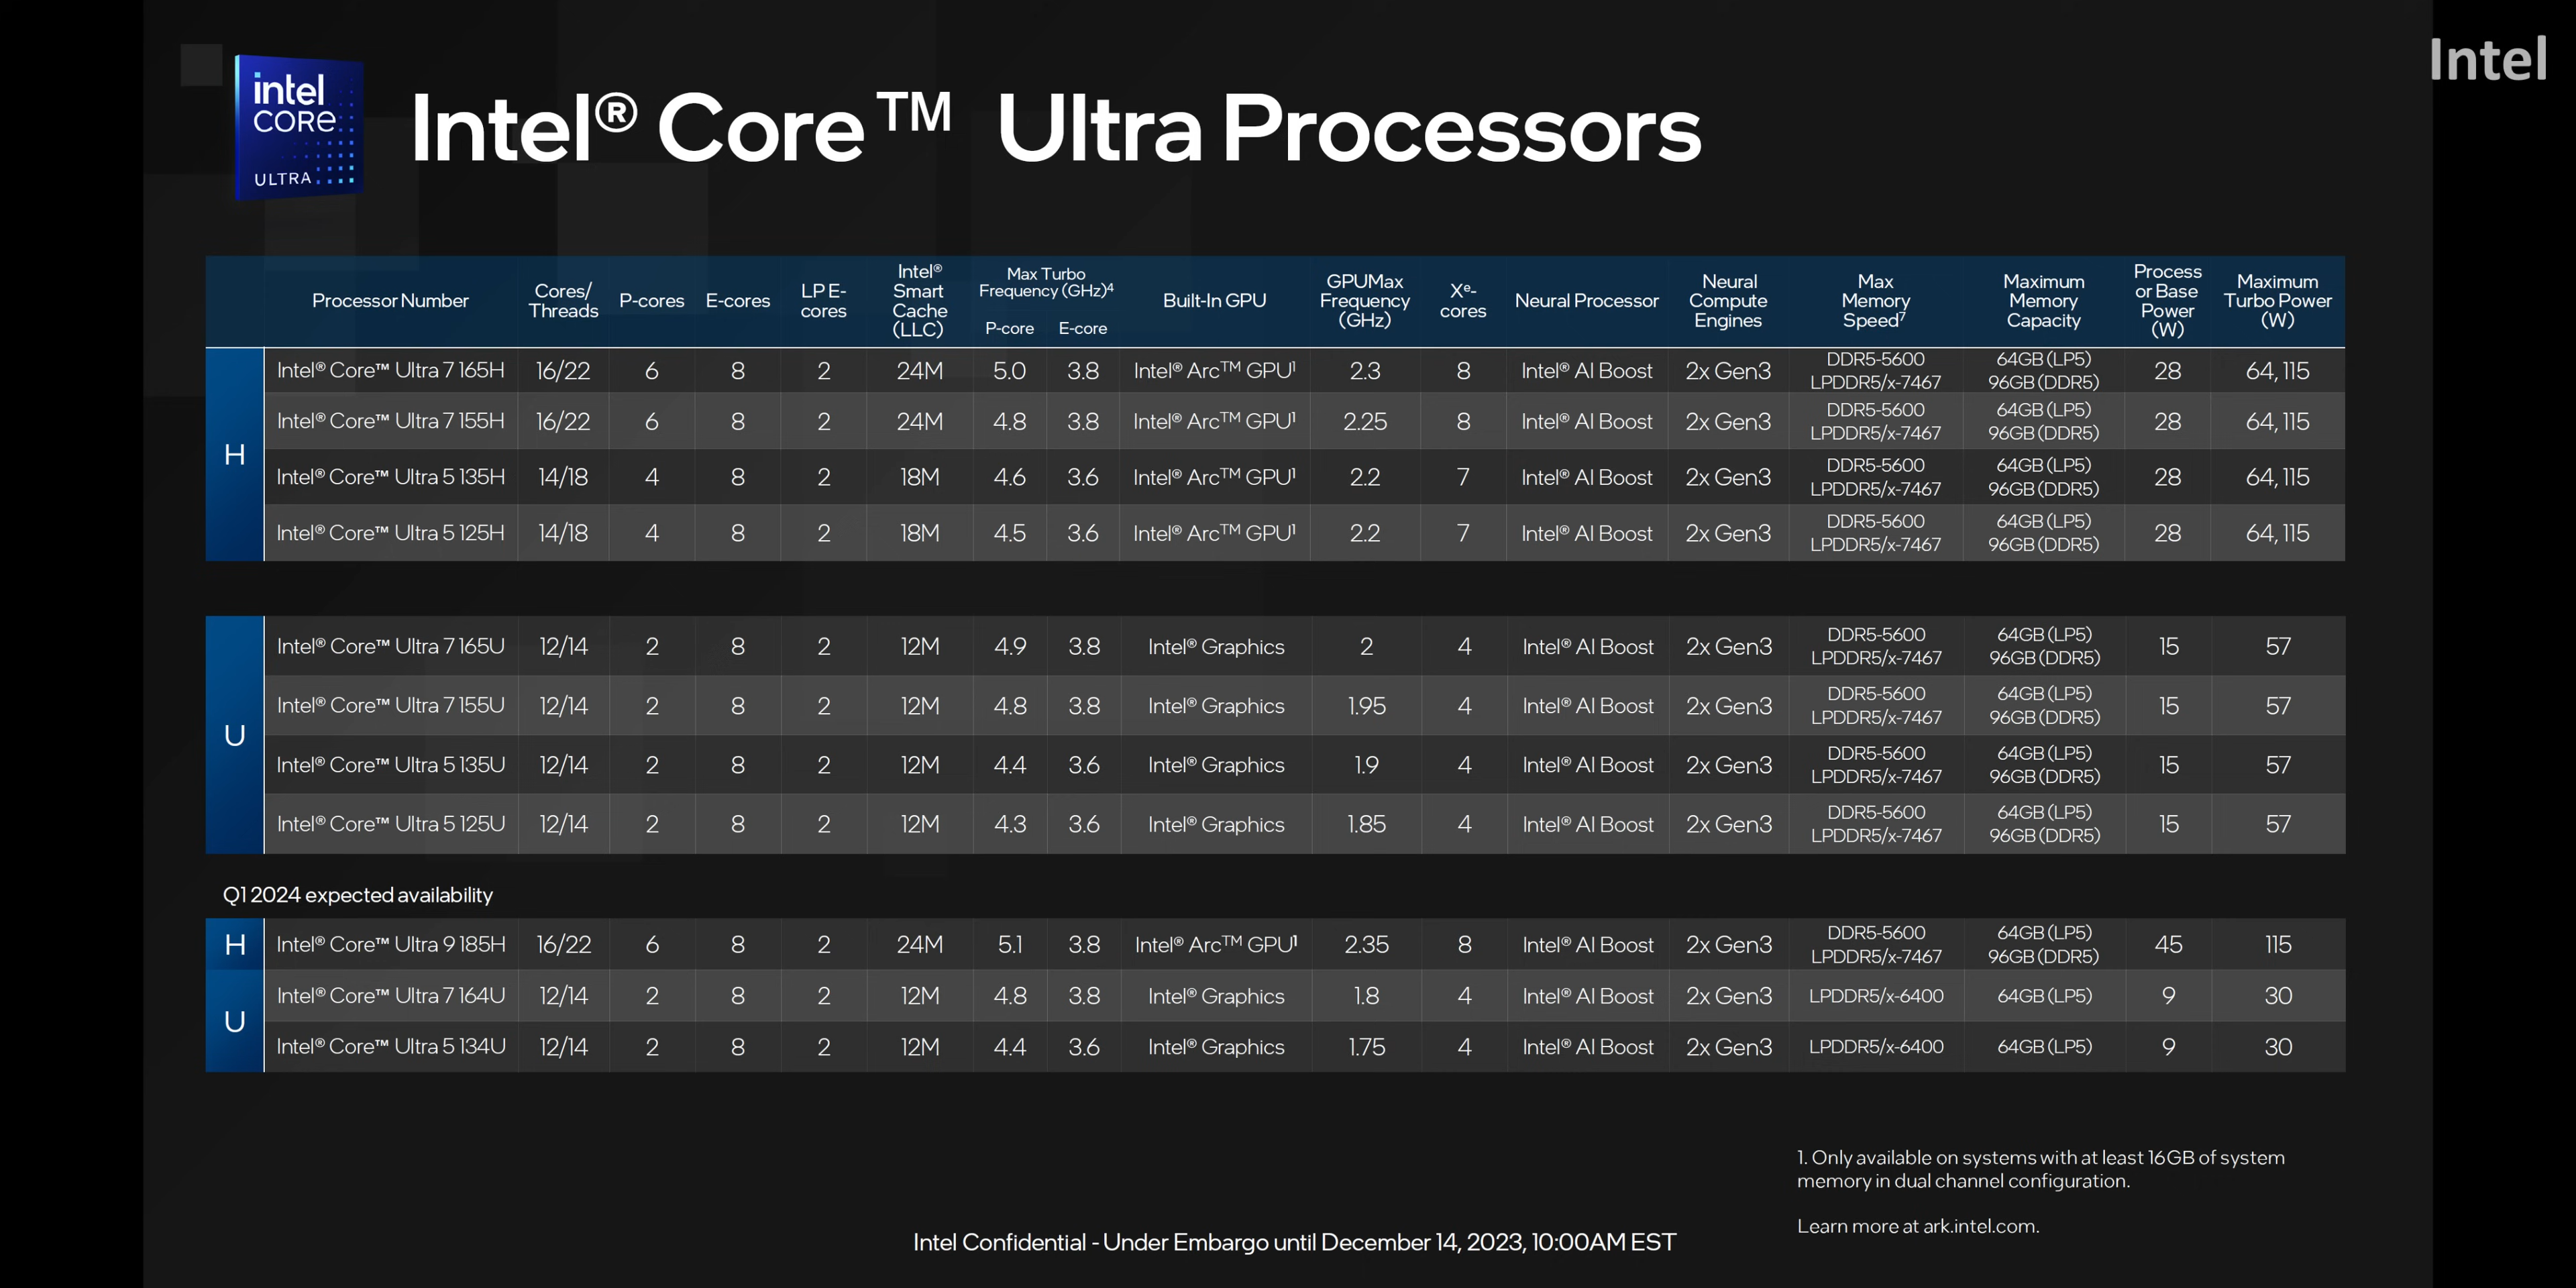 Intel
intel
CORE
ULTRA
Intel® Core™ Ultra Processors
Processor Number Cores/Threads P-cores E-cores LP E-cores Intel® Smart Cache (LLC) Max Turbo Frequency (GHz)⁴ P-core E-core Built-In GPU GPUMax Frequency (GHz) Xᵉ-cores Neural Processor Neural Compute Engines Max Memory Speed⁷ Maximum Memory Capacity Process or Base Power (W) Maximum Turbo Power (W)
H
Intel® Core™ Ultra 7 165H 16/22 6 8 2 24M 5.0 3.8 Intel® Arc™ GPU¹ 2.3 8 Intel® AI Boost 2x Gen3 DDR5-5600 LPDDR5/x-7467 64GB (LP5) 96GB (DDR5) 28 64, 115
Intel® Core™ Ultra 7 155H 16/22 6 8 2 24M 4.8 3.8 Intel® Arc™ GPU¹ 2.25 8 Intel® AI Boost 2x Gen3 DDR5-5600 LPDDR5/x-7467 64GB (LP5) 96GB (DDR5) 28 64, 115
Intel® Core™ Ultra 5 135H 14/18 4 8 2 18M 4.6 3.6 Intel® Arc™ GPU¹ 2.2 7 Intel® AI Boost 2x Gen3 DDR5-5600 LPDDR5/x-7467 64GB (LP5) 96GB (DDR5) 28 64, 115
Intel® Core™ Ultra 5 125H 14/18 4 8 2 18M 4.5 3.6 Intel® Arc™ GPU¹ 2.2 7 Intel® AI Boost 2x Gen3 DDR5-5600 LPDDR5/x-7467 64GB (LP5) 96GB (DDR5) 28 64, 115
U
Intel® Core™ Ultra 7 165U 12/14 2 8 2 12M 4.9 3.8 Intel® Graphics 2 4 Intel® AI Boost 2x Gen3 DDR5-5600 LPDDR5/x-7467 64GB (LP5) 96GB (DDR5) 15 57
Intel® Core™ Ultra 7 155U 12/14 2 8 2 12M 4.8 3.8 Intel® Graphics 1.95 4 Intel® AI Boost 2x Gen3 DDR5-5600 LPDDR5/x-7467 64GB (LP5) 96GB (DDR5) 15 57
Intel® Core™ Ultra 5 135U 12/14 2 8 2 12M 4.4 3.6 Intel® Graphics 1.9 4 Intel® AI Boost 2x Gen3 DDR5-5600 LPDDR5/x-7467 64GB (LP5) 96GB (DDR5) 15 57
Intel® Core™ Ultra 5 125U 12/14 2 8 2 12M 4.3 3.6 Intel® Graphics 1.85 4 Intel® AI Boost 2x Gen3 DDR5-5600 LPDDR5/x-7467 64GB (LP5) 96GB (DDR5) 15 57
Q1 2024 expected availability
H
Intel® Core™ Ultra 9 185H 16/22 6 8 2 24M 5.1 3.8 Intel® Arc™ GPU¹ 2.35 8 Intel® AI Boost 2x Gen3 DDR5-5600 LPDDR5/x-7467 64GB (LP5) 96GB (DDR5) 45 115
U
Intel® Core™ Ultra 7 164U 12/14 2 8 2 12M 4.8 3.8 Intel® Graphics 1.8 4 Intel® AI Boost 2x Gen3 LPDDR5/x-6400 64GB (LP5) 9 30
Intel® Core™ Ultra 5 134U 12/14 2 8 2 12M 4.4 3.6 Intel® Graphics 1.75 4 Intel® AI Boost 2x Gen3 LPDDR5/x-6400 64GB (LP5) 9 30
1. Only available on systems with at least 16GB of system
memory in dual channel configuration.
Learn more at ark.intel.com.
Intel Confidential - Under Embargo until December 14, 2023, 10:00AM EST